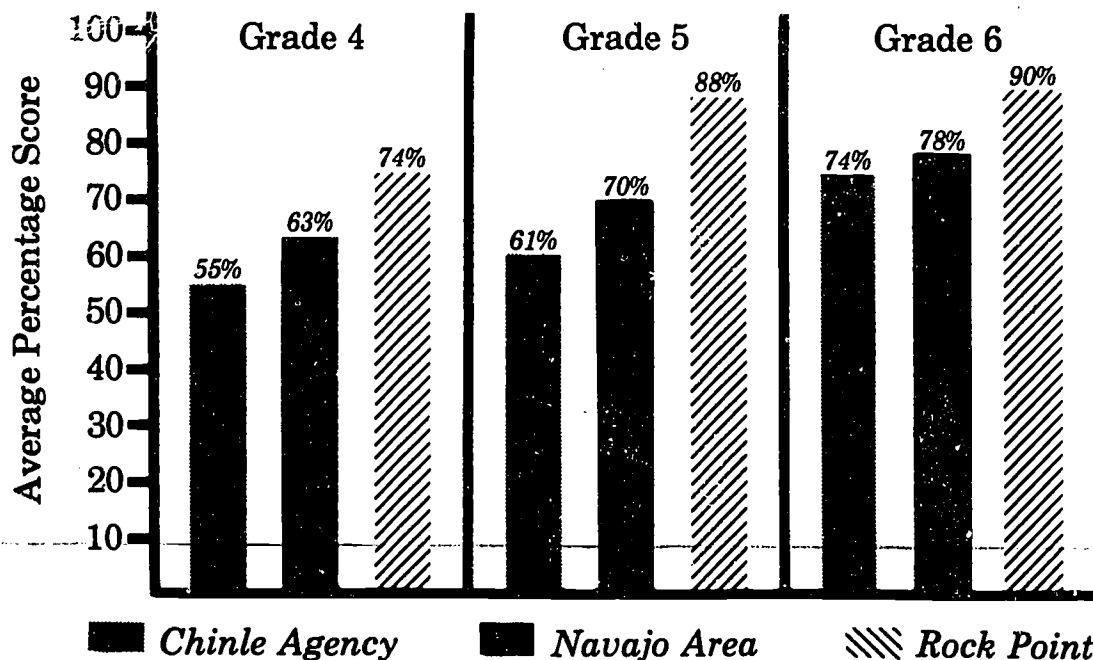 Grade 4
Grade 5
Grade 6
Average Percentage Score
100
90
80
70
60
50
40
30
20
10
55%
63%
74%
61%
70%
88%
74%
78%
90%
Chinle Agency
Navajo Area
Rock Point